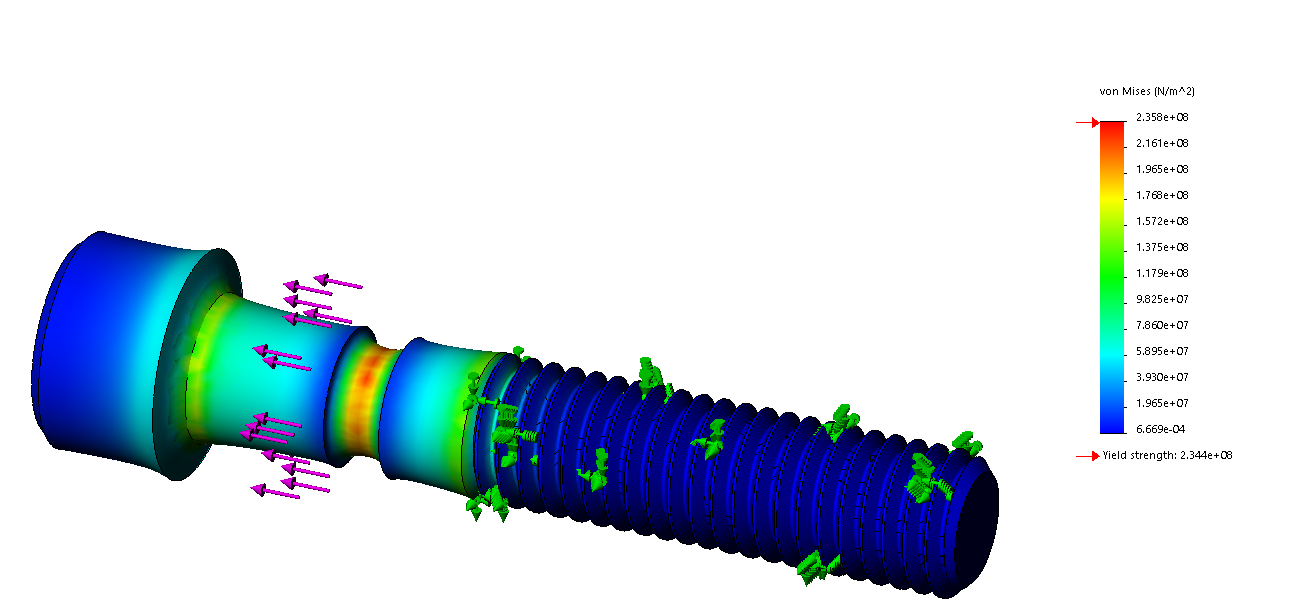 von Mises (N/m^2)
2.358e+08
2.161e+08
1.965e+08
1.768e+08
1.572e+08
1.375e+08
1.179e+08
9.825e+07
7.860e+07
5.895e+07
3.930e+07
1.965e+07
6.669e-04
Yield strength: 2.344e+08